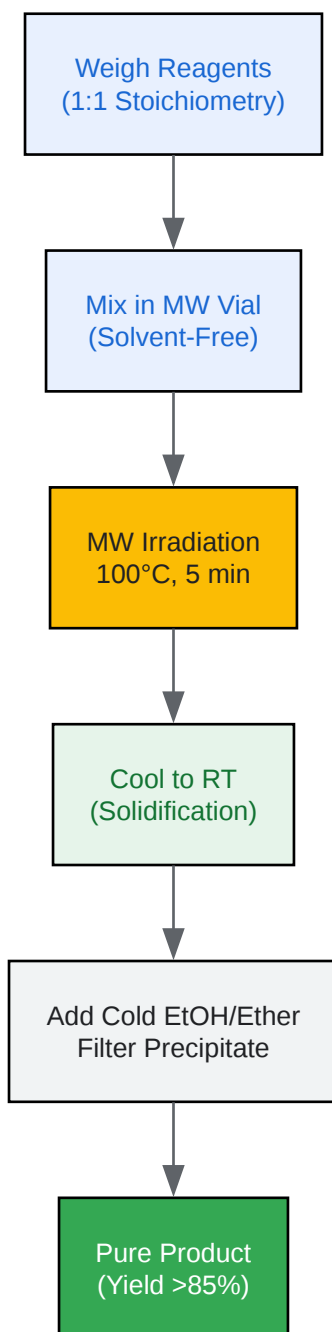 Weigh Reagents
(1:1 Stoichiometry)
Mix in MW Vial
(Solvent-Free)
MW Irradiation
100°C, 5 min
Cool to RT
(Solidification)
Add Cold EtOH/Ether
Filter Precipitate
Pure Product
(Yield >85%)